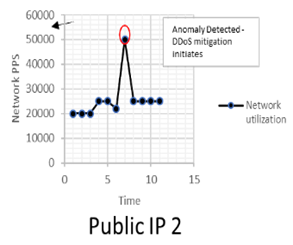 60000
50000
40000
30000
20000
10000
0
Network PPS
0 5 10 15
Time
Anomaly Detected -
DDoS mitigation
initiates
Network
utilization
Public IP 2